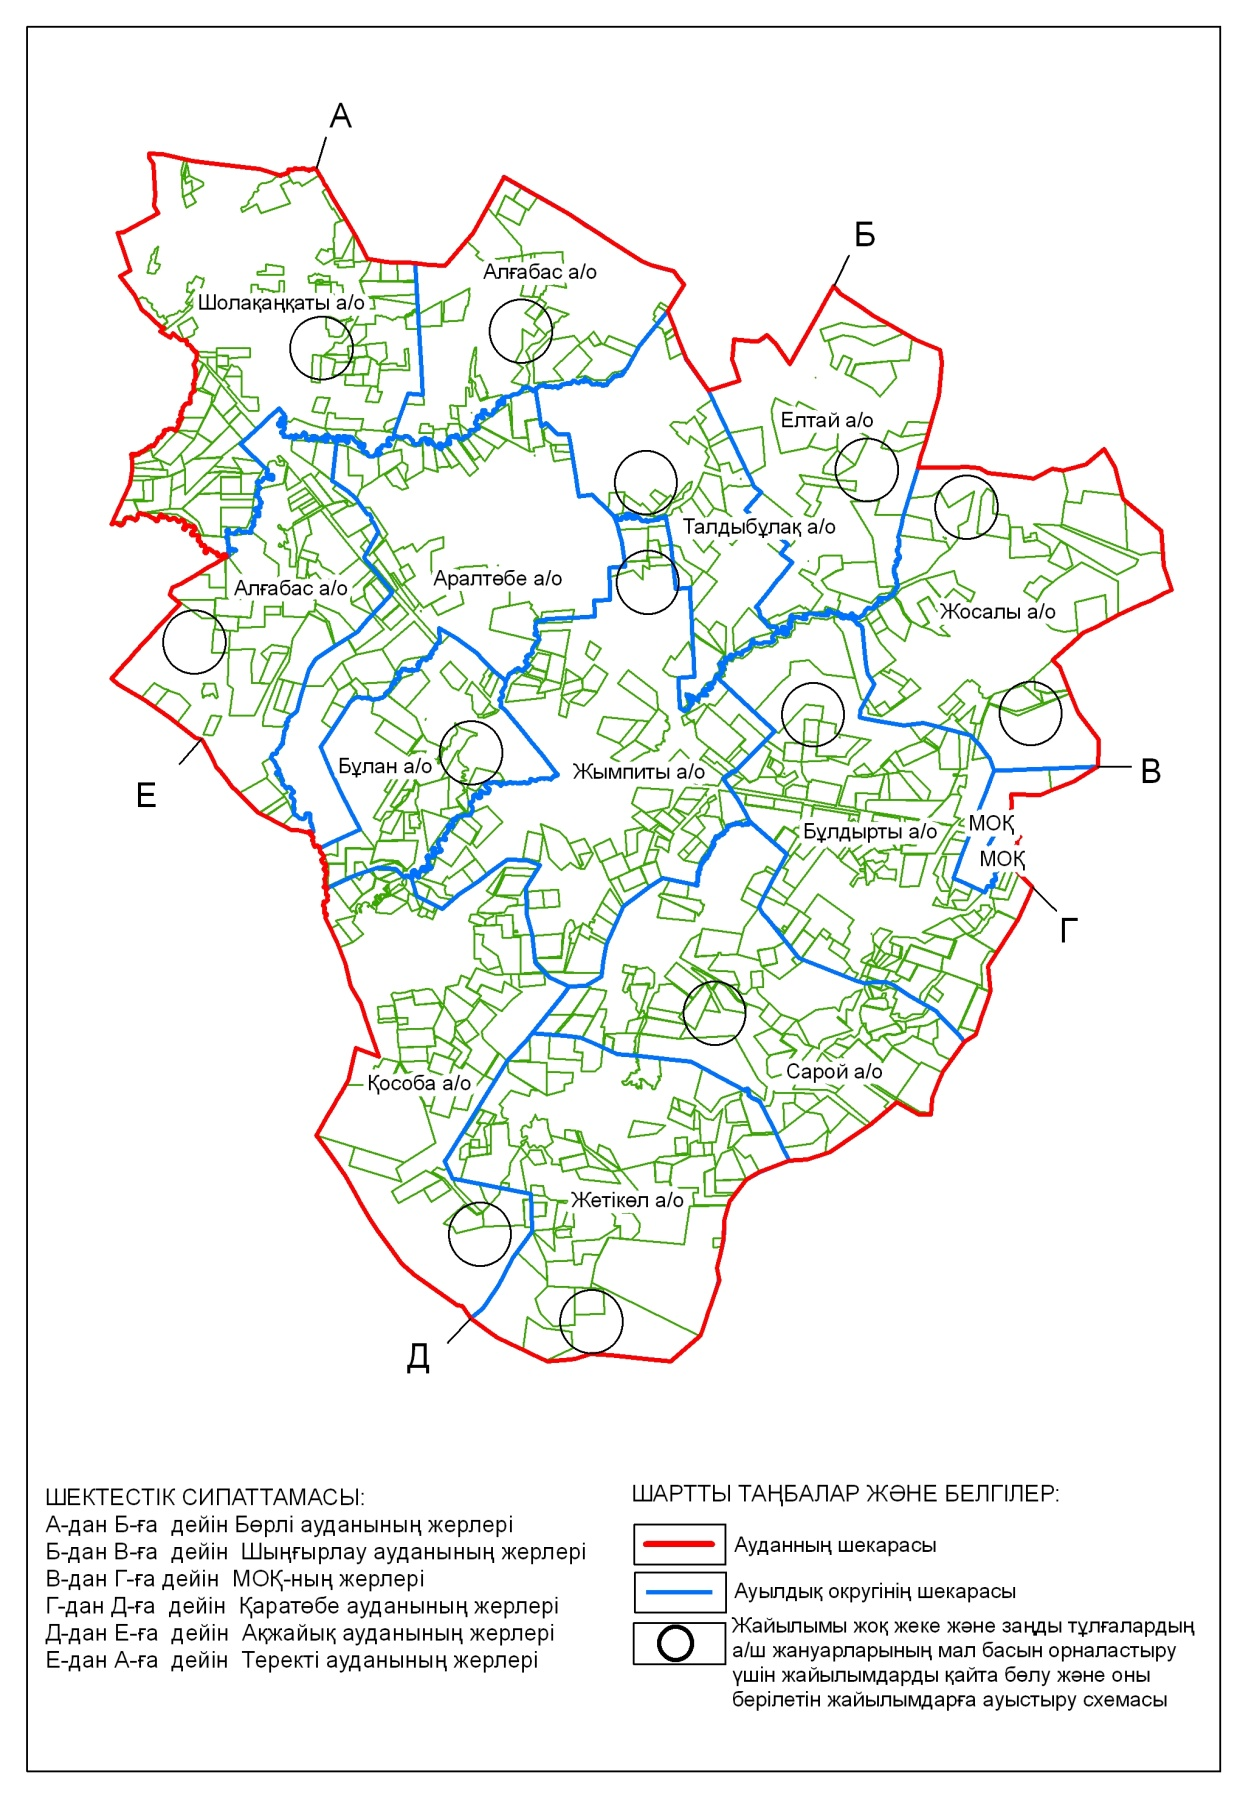 А
Б
Алғабас а/о
Шолақаңқаты а/о
Елтай а/о
Талдыбұлақ а/о
Аралтөбе а/о
Алғабас а/о
Жосалы а/о
Бұлан а/о
Жымпиты а/о
В
Е
МОҚ
Бұлдырты а/о
МОҚ
Г
Сарой а/о
Қособа а/о
Жетікөл а/о
Д
ШЕКТЕСТІК СИПАТТАМАСЫ:
А-дан Б-ға дейін Бөрлі ауданының жерлері
Б-дан В-ға дейін Шыңғырлау ауданының жерлері
В-дан Г-ға дейін МОҚ-ның жерлері
Г-дан Д-ға дейін Қаратөбе ауданының жерлері
Д-дан Е-ға дейін Ақжайық ауданының жерлері
Е-дан А-ға дейін Теректі ауданының жерлері
ШАРТТЫ ТАҢБАЛАР ЖӘНЕ БЕЛГІЛЕР:
Ауданның шекарасы
Ауылдық округінің шекарасы
Жайылымы жоқ жеке және заңды тұлғалардың
а/ш жануарларының мал басын орналастыру
үшін жайылымдарды қайта бөлу және оны
берілетін жайылымдарға ауыстыру схемасы